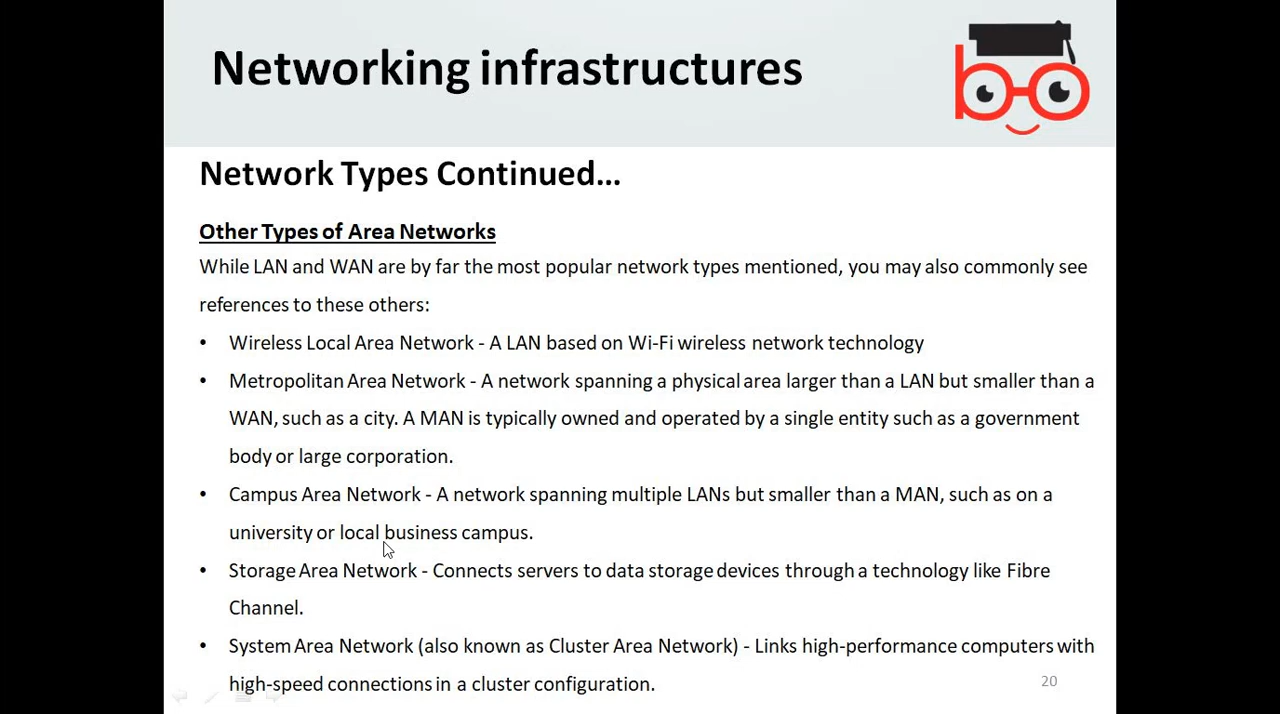 Networking infrastructures
Network Types Continued...
Other Types of Area Networks
While LAN and WAN are by far the most popular network types mentioned, you may also commonly see
references to these others:
• Wireless Local Area Network - A LAN based on Wi-Fi wireless network technology
• Metropolitan Area Network - A network spanning a physical area larger than a LAN but smaller than a
WAN, such as a city. A MAN is typically owned and operated by a single entity such as a government
body or large corporation.
• Campus Area Network - A network spanning multiple LANs but smaller than a MAN, such as on a
university or local business campus.
• Storage Area Network - Connects servers to data storage devices through a technology like Fibre
Channel.
• System Area Network (also known as Cluster Area Network) - Links high-performance computers with
high-speed connections in a cluster configuration.
20